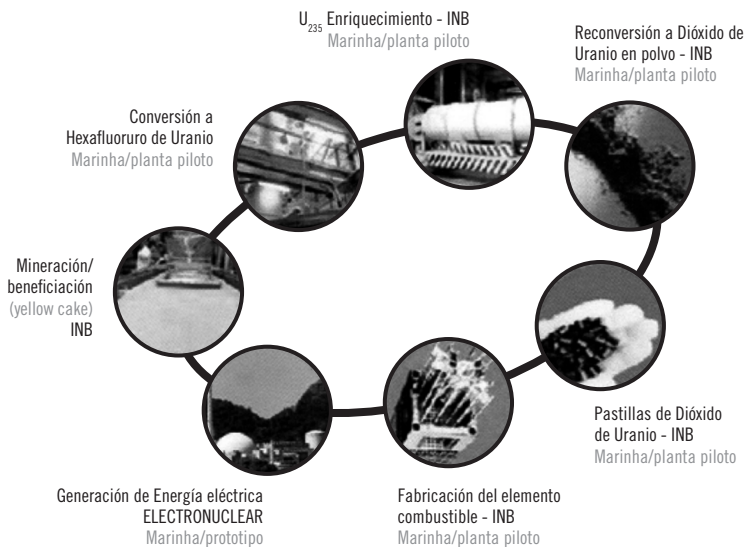 U235 Enriquecimiento - INB
Marinha/planta piloto
Reconversión a Dióxido de
Uranio en polvo - INB
Marinha/planta piloto
Conversión a
Hexafluoruro de Uranio
Marinha/planta piloto
Mineración/
beneficiación
(yellow cake)
INB
Pastillas de Dióxido
de Uranio - INB
Marinha/planta piloto
Generación de Energía eléctrica
ELECTRONUCLEAR
Marinha/prototipo
Fabricación del elemento
combustible - INB
Marinha/planta piloto